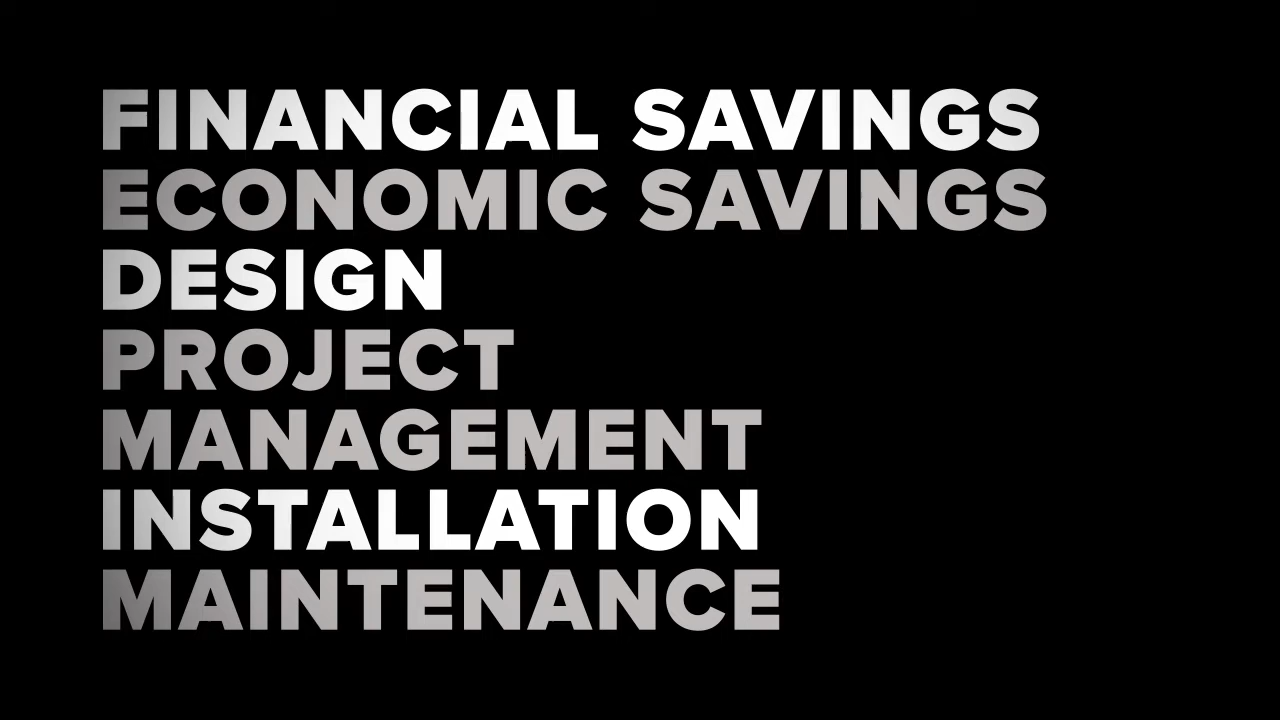 FINANCIAL SAVINGS
ECONOMIC SAVINGS
DESIGN
PROJECT
MANAGEMENT
INSTALLATION
MAINTENANCE